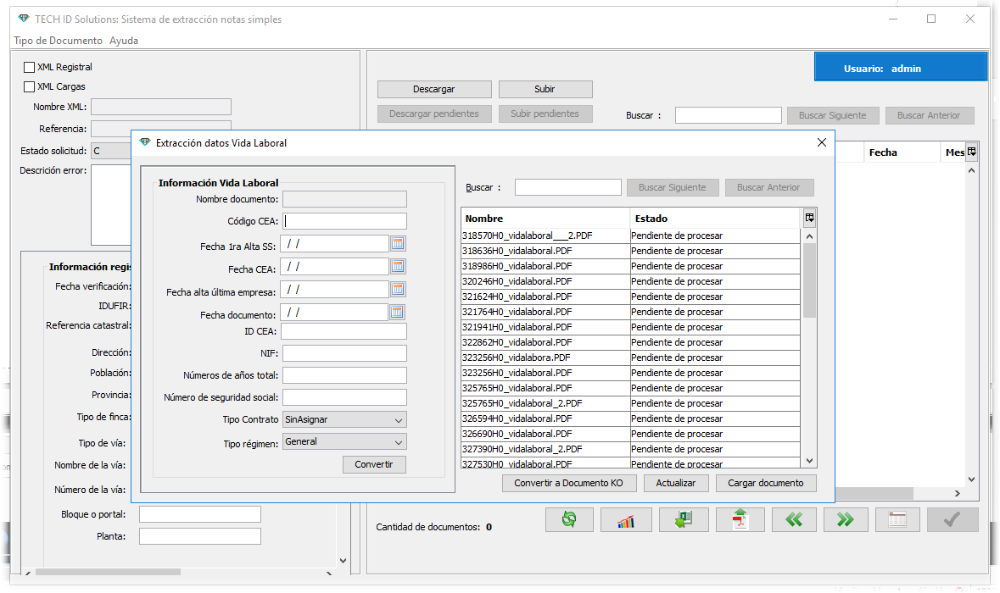 TECH ID Solutions: Sistema de extracción notas simples
Tipo de Documento Ayuda
XML Registral
XML Cargas
Nombre XML:
Referencia:
Estado solicitud: C
Descrición error:
Descargar Subir
Descargar pendientes Subir pendientes
Usuario: admin
Buscar : Buscar Siguiente Buscar Anterior
Fecha Mes
Información regis
Fecha verificación:
IDUFIR:
Referencia catastral:
Dirección:
Población:
Provincia:
Tipo de finca:
Tipo de vía:
Nombre de la vía:
Número de la vía:
Bloque o portal:
Planta:
Extracción datos Vida Laboral
Información Vida Laboral
Nombre documento:
Código CEA:
Fecha 1ra Alta SS: / /
Fecha CEA: / /
Fecha alta última empresa: / /
Fecha documento: / /
ID CEA:
NIF:
Números de años total:
Número de seguridad social:
Tipo Contrato SinAsignar
Tipo régimen: General
Convertir
Buscar : Buscar Siguiente Buscar Anterior
Nombre Estado
318570H0_vidalaboral___2.PDF Pendiente de procesar
318636H0_vidalaboral.PDF Pendiente de procesar
318986H0_vidalaboral.PDF Pendiente de procesar
320246H0_vidalaboral.PDF Pendiente de procesar
321624H0_vidalaboral.PDF Pendiente de procesar
321764H0_vidalaboral.PDF Pendiente de procesar
321941H0_vidalaboral.PDF Pendiente de procesar
322862H0_vidalaboral.PDF Pendiente de procesar
323256H0_vidalabora.PDF Pendiente de procesar
323256H0_vidalaboral.PDF Pendiente de procesar
325765H0_vidalaboral.PDF Pendiente de procesar
325765H0_vidalaboral_2.PDF Pendiente de procesar
326594H0_vidalaboral.PDF Pendiente de procesar
326690H0_vidalaboral.PDF Pendiente de procesar
327390H0_vidalaboral_2.PDF Pendiente de procesar
327530H0_vidalaboral.PDF Pendiente de procesar
Convertir a Documento KO Actualizar Cargar documento
Cantidad de documentos: 0